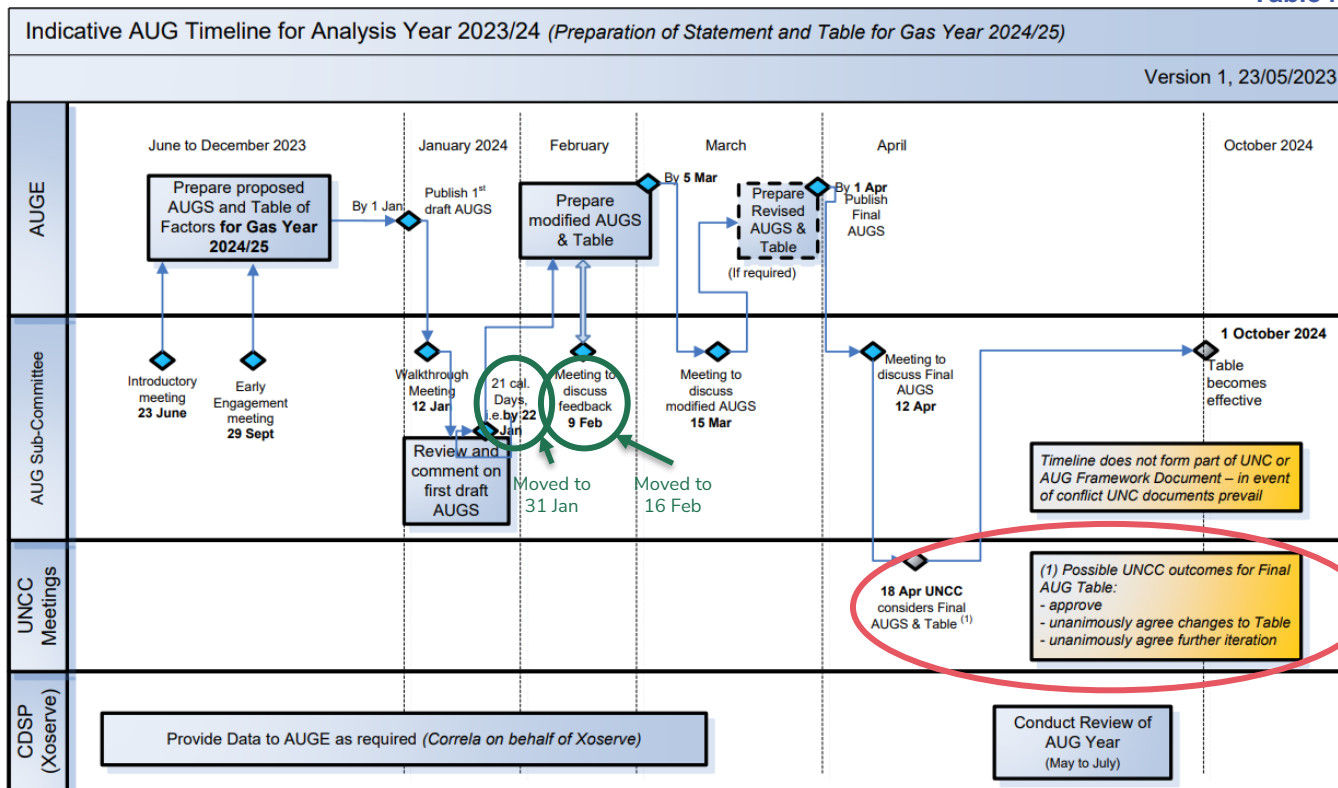 Indicative AUG Timeline for Analysis Year 2023/24 (Preparation of Statement and Table for Gas Year 2024/25)
Version 1, 23/05/2023
AUGE
June to December 2023
January 2024
February
March
April
October 2024
Prepare proposed
AUGS and Table of
Factors for Gas Year
2024/25
By 1 Jan
Publish 1st
draft AUGS
Prepare
modified AUGS
& Table
By 5 Mar
Prepare
Revised
AUGS &
Table
(If required)
By 1 Apr
Publish
Final
AUGS
AUG Sub-Committee
Introductory
meeting
23 June
Early
Engagement
meeting
29 Sept
Walkthrough
Meeting
12 Jan
21 cal.
Days,
i.e.by 22
Jan
Review and
comment on
first draft
AUGS
Moved to
31 Jan
Meeting to
discuss
feedback
9 Feb
Moved to
16 Feb
Meeting to
discuss
modified AUGS
15 Mar
Meeting to
discuss Final
AUGS
12 Apr
1 October 2024
Table
becomes
effective
Timeline does not form part of UNC or
AUG Framework Document – in event
of conflict UNC documents prevail
UNCC
Meetings
18 Apr UNCC
considers Final
AUGS & Table (1)
(1) Possible UNCC outcomes for Final
AUG Table:
- approve
- unanimously agree changes to Table
- unanimously agree further iteration
CDSP
(Xoserve)
Provide Data to AUGE as required (Correla on behalf of Xoserve)
Conduct Review of
AUG Year
(May to July)